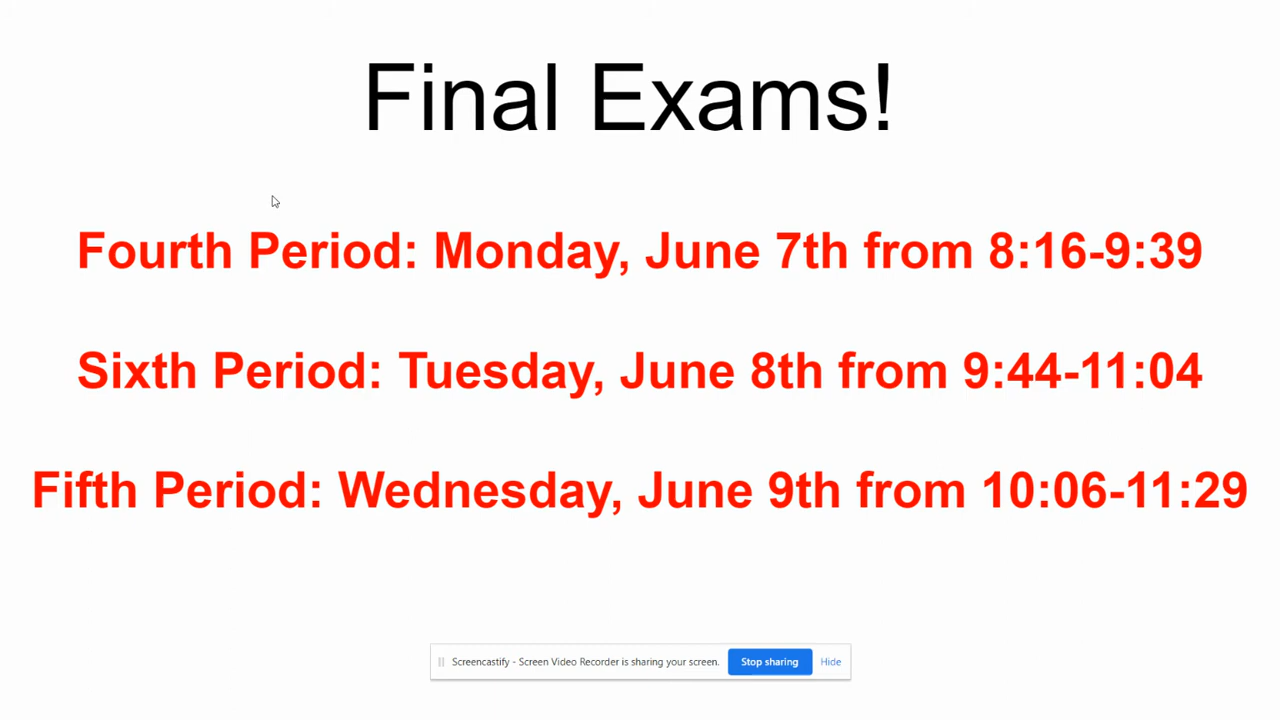 Final Exams!
Fourth Period: Monday, June 7th from 8:16-9:39
Sixth Period: Tuesday, June 8th from 9:44-11:04
Fifth Period: Wednesday, June 9th from 10:06-11:29
Screencastify - Screen Video Recorder is sharing your screen. Stop sharing Hide